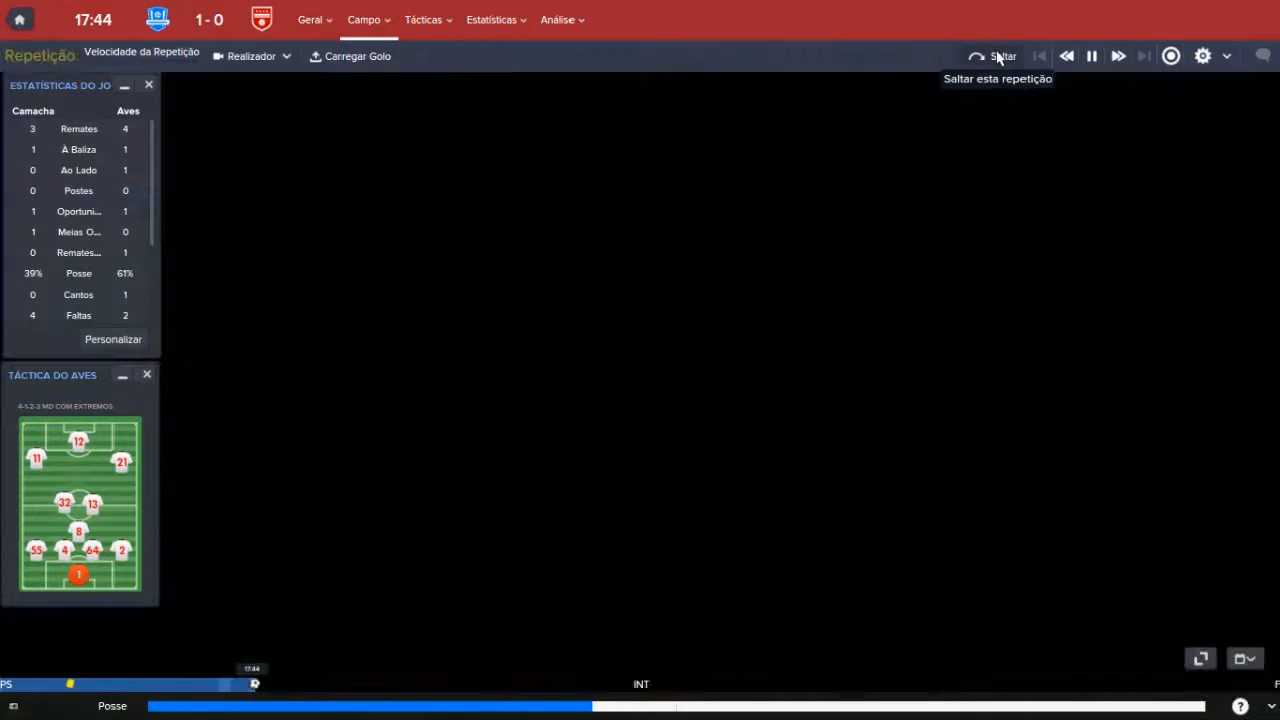 17:44
1 - 0
Geral
Campo
Tácticas
Estatísticas
Análise
Repetição
Velocidade da Repetição
Realizador
Carregar Golo
Saltar
Saltar esta repetição
ESTATÍSTICAS DO JO
Camacha Aves
3 Remates 4
1 À Baliza 1
0 Ao Lado 1
0 Postes 0
1 Oportuni... 1
1 Meias O... 0
0 Remates... 1
39% Posse 61%
0 Cantos 1
4 Faltas 2
Personalizar
TÁCTICA DO AVES
4-1-2-3 MD COM EXTREMOS
12
11 21
32 13
8
55 4 64 2
1
17:44
PS INT F
Posse